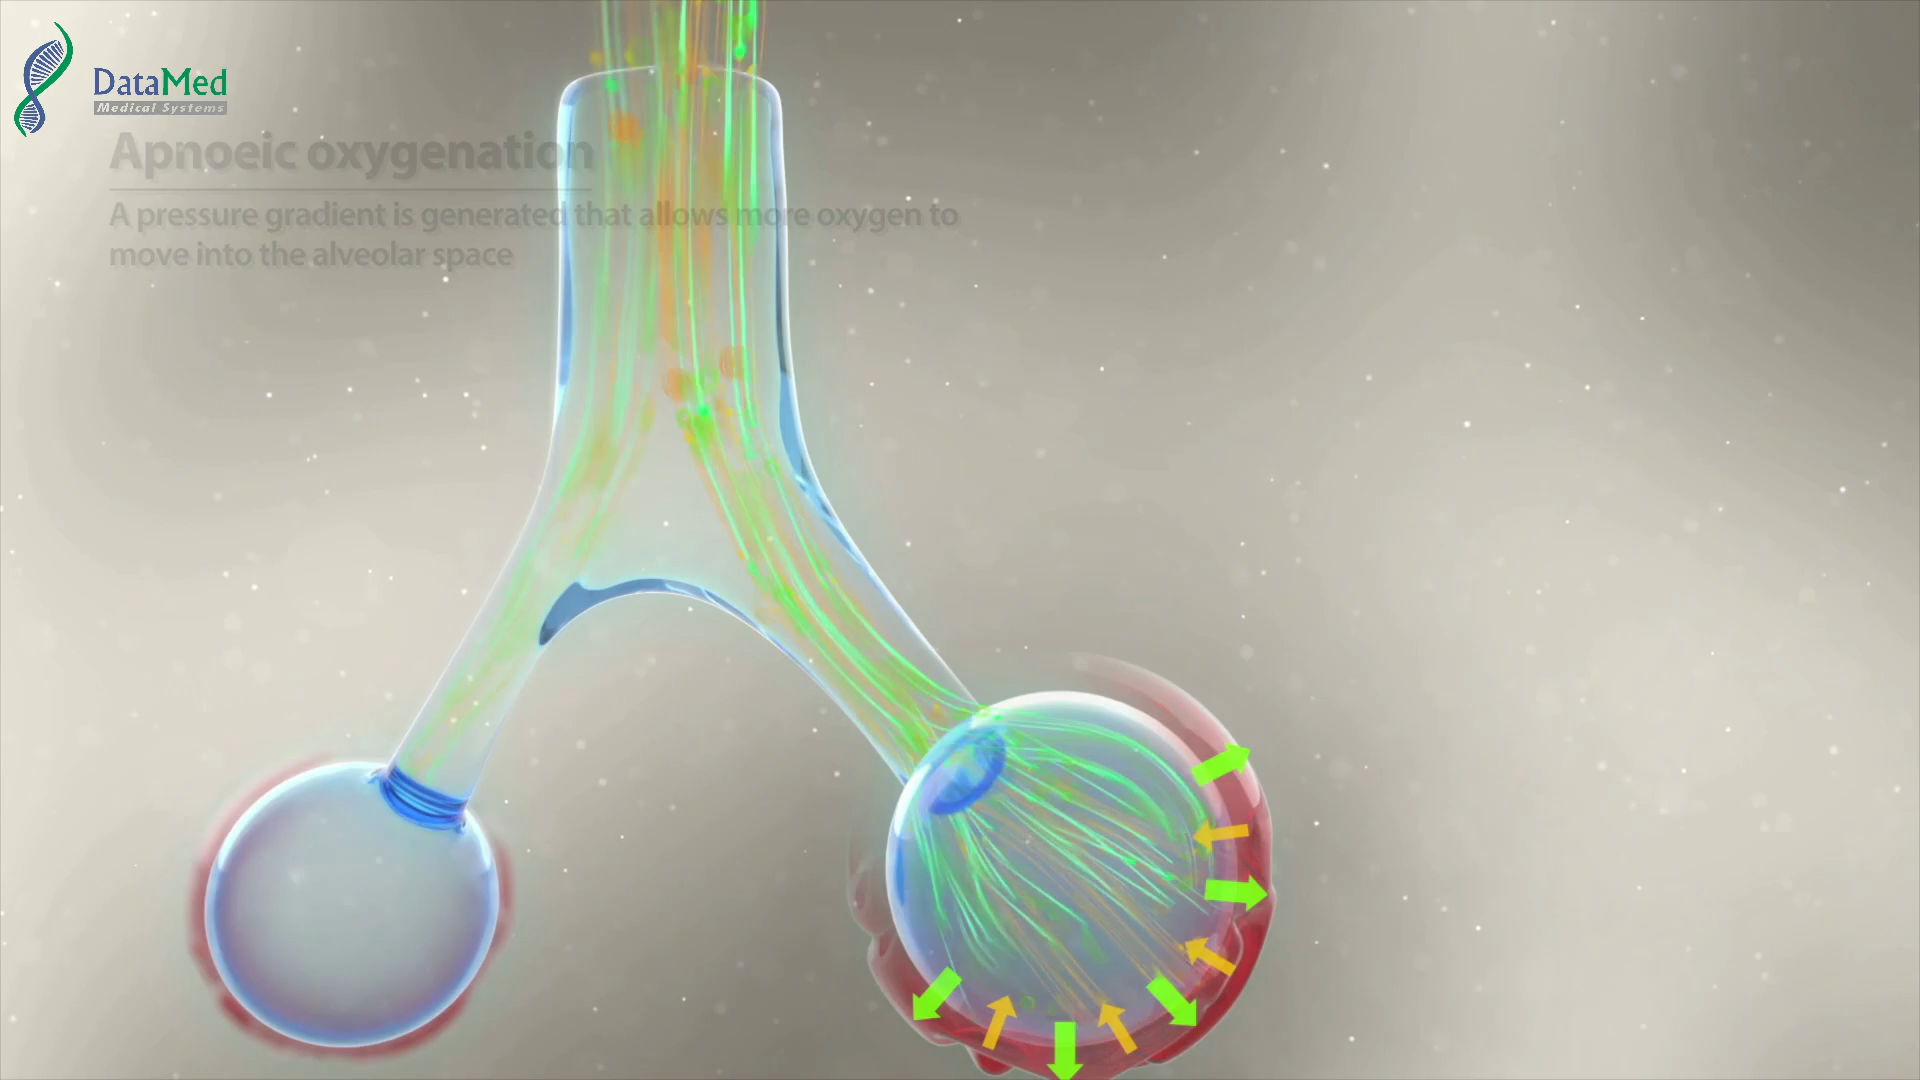 DataMed
Medical Systems
Apnoeic oxygenation
A pressure gradient is generated that allows more oxygen to
move into the alveolar space